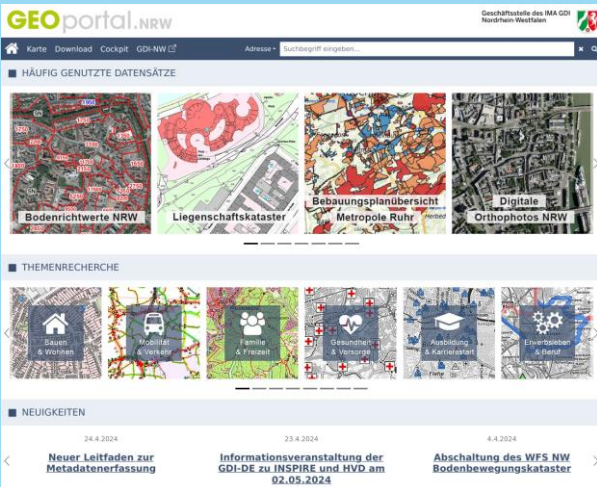 GEOportal.NRW
Geschäftsstelle des IMA GDI
Nordrhein-Westfalen
Karte Download Cockpit GDI-NW Adresse Suchbegriff eingeben...
HÄUFIG GENUTZTE DATENSÄTZE
Bodenrichtwerte NRW
Liegenschaftskataster
Bebauungsplanübersicht
Metropole Ruhr
Digitale
Orthophotos NRW
THEMENRECHERCHE
Bauen
& Wohnen
Mobilität
& Verkehr
Familie
& Freizeit
Gesundheit
& Vorsorge
Ausbildung
& Karrierestart
Erwerbsleben
& Beruf
NEUIGKEITEN
24.4.2024
Neuer Leitfaden zur
Metadatenerfassung
23.4.2024
Informationsveranstaltung der
GDI-DE zu INSPIRE und HVD am
02.05.2024
4.4.2024
Abschaltung des WFS NW
Bodenbewegungskataster